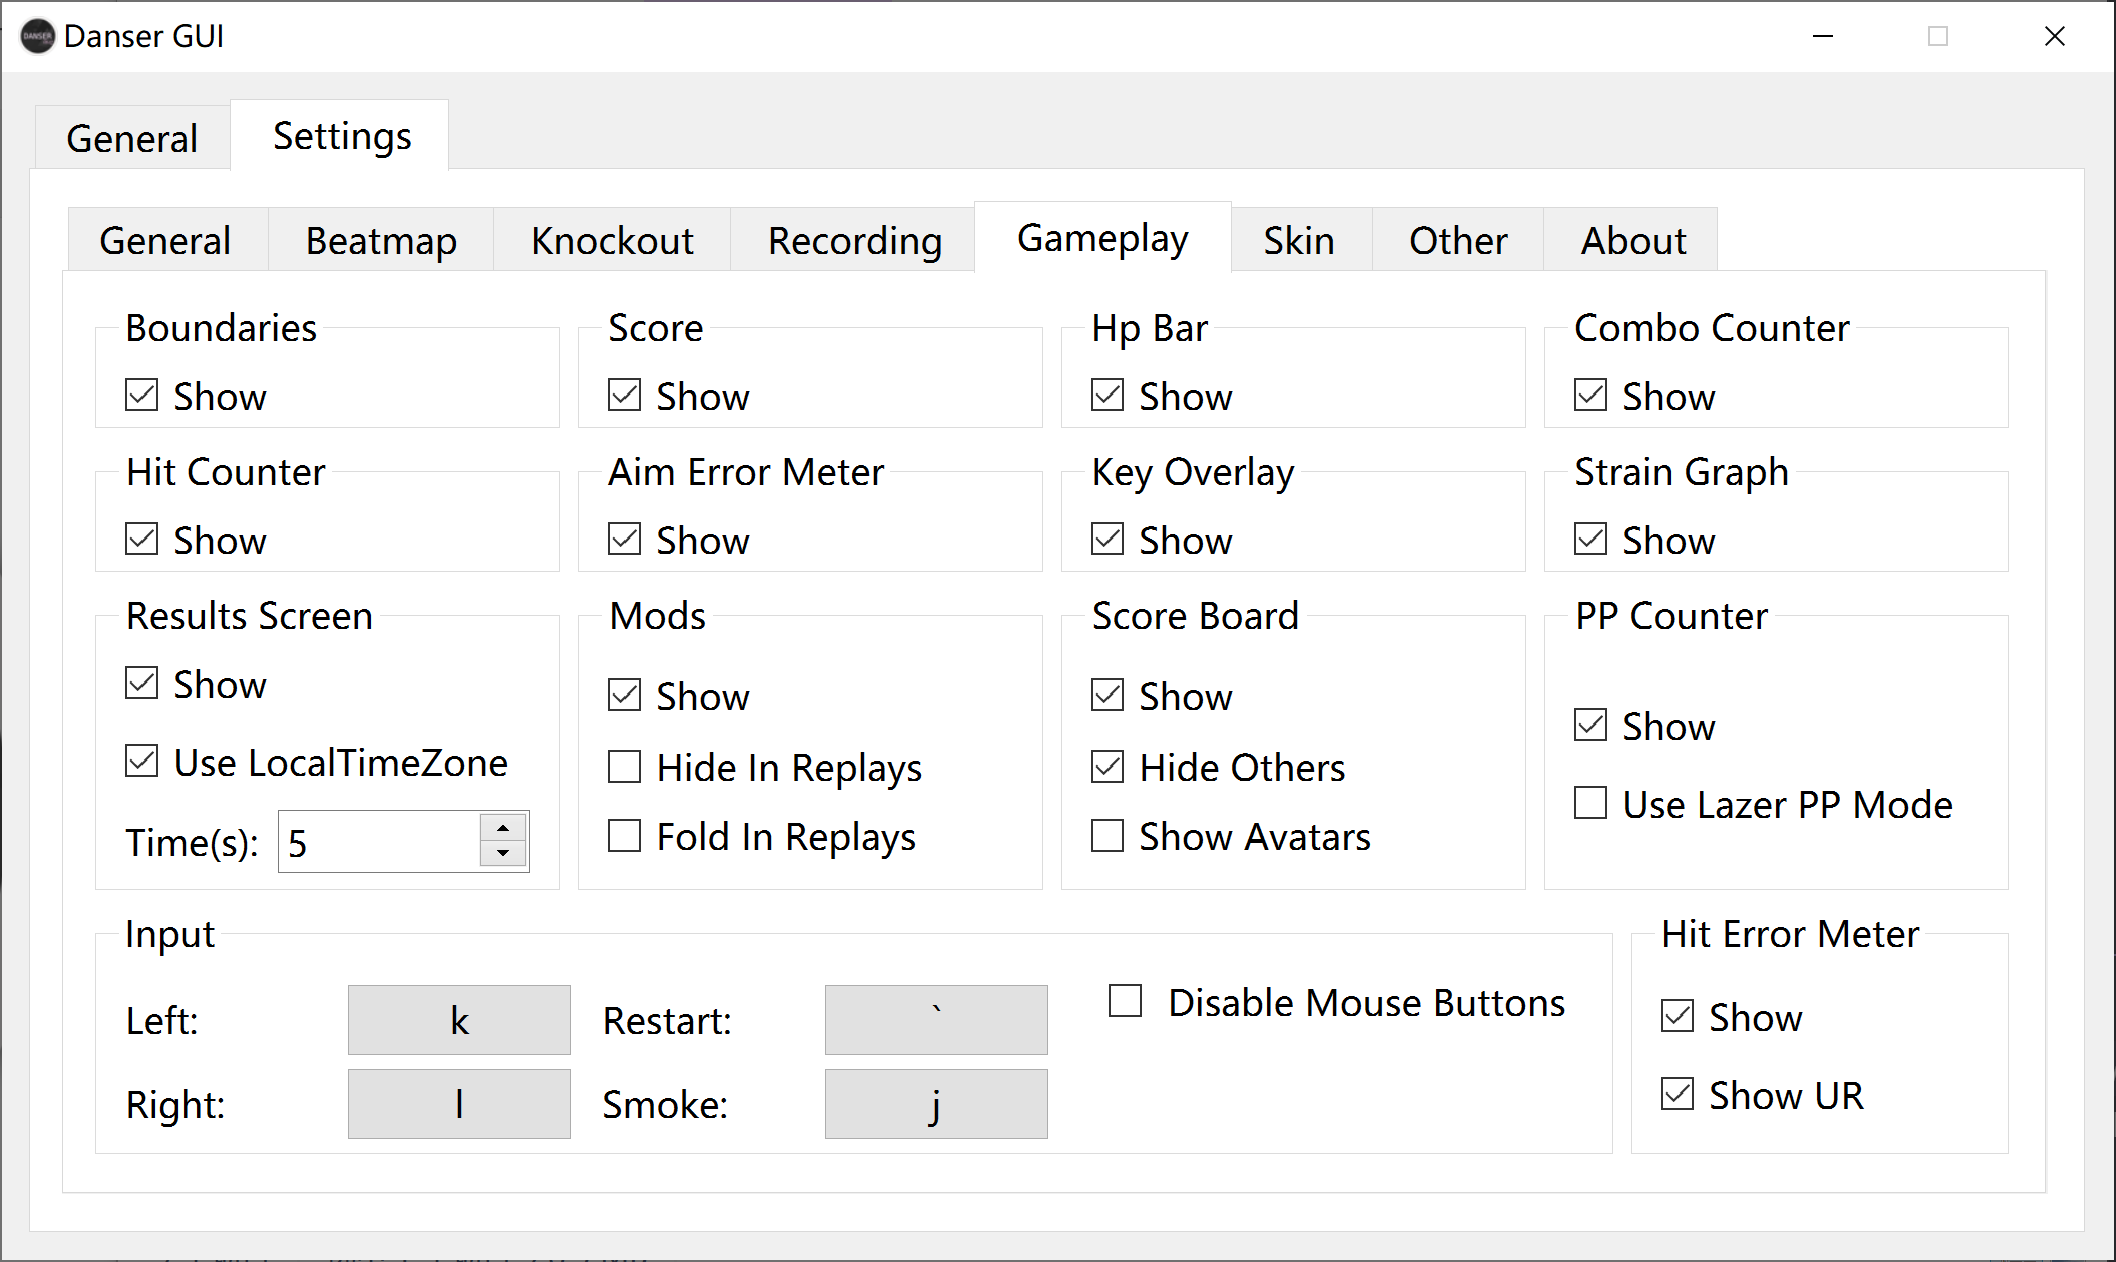 Danser GUI
General Settings
General Beatmap Knockout Recording Gameplay Skin Other About
Boundaries Score Hp Bar Combo Counter
Show Show Show Show
Hit Counter Aim Error Meter Key Overlay Strain Graph
Show Show Show Show
Results Screen Mods Score Board PP Counter
Show Show Show Show
Use LocalTimeZone Hide In Replays Hide Others Use Lazer PP Mode
Time(s): 5 Fold In Replays Show Avatars
Input Hit Error Meter
Left: k Restart: ` Disable Mouse Buttons Show
Right: l Smoke: j Show UR